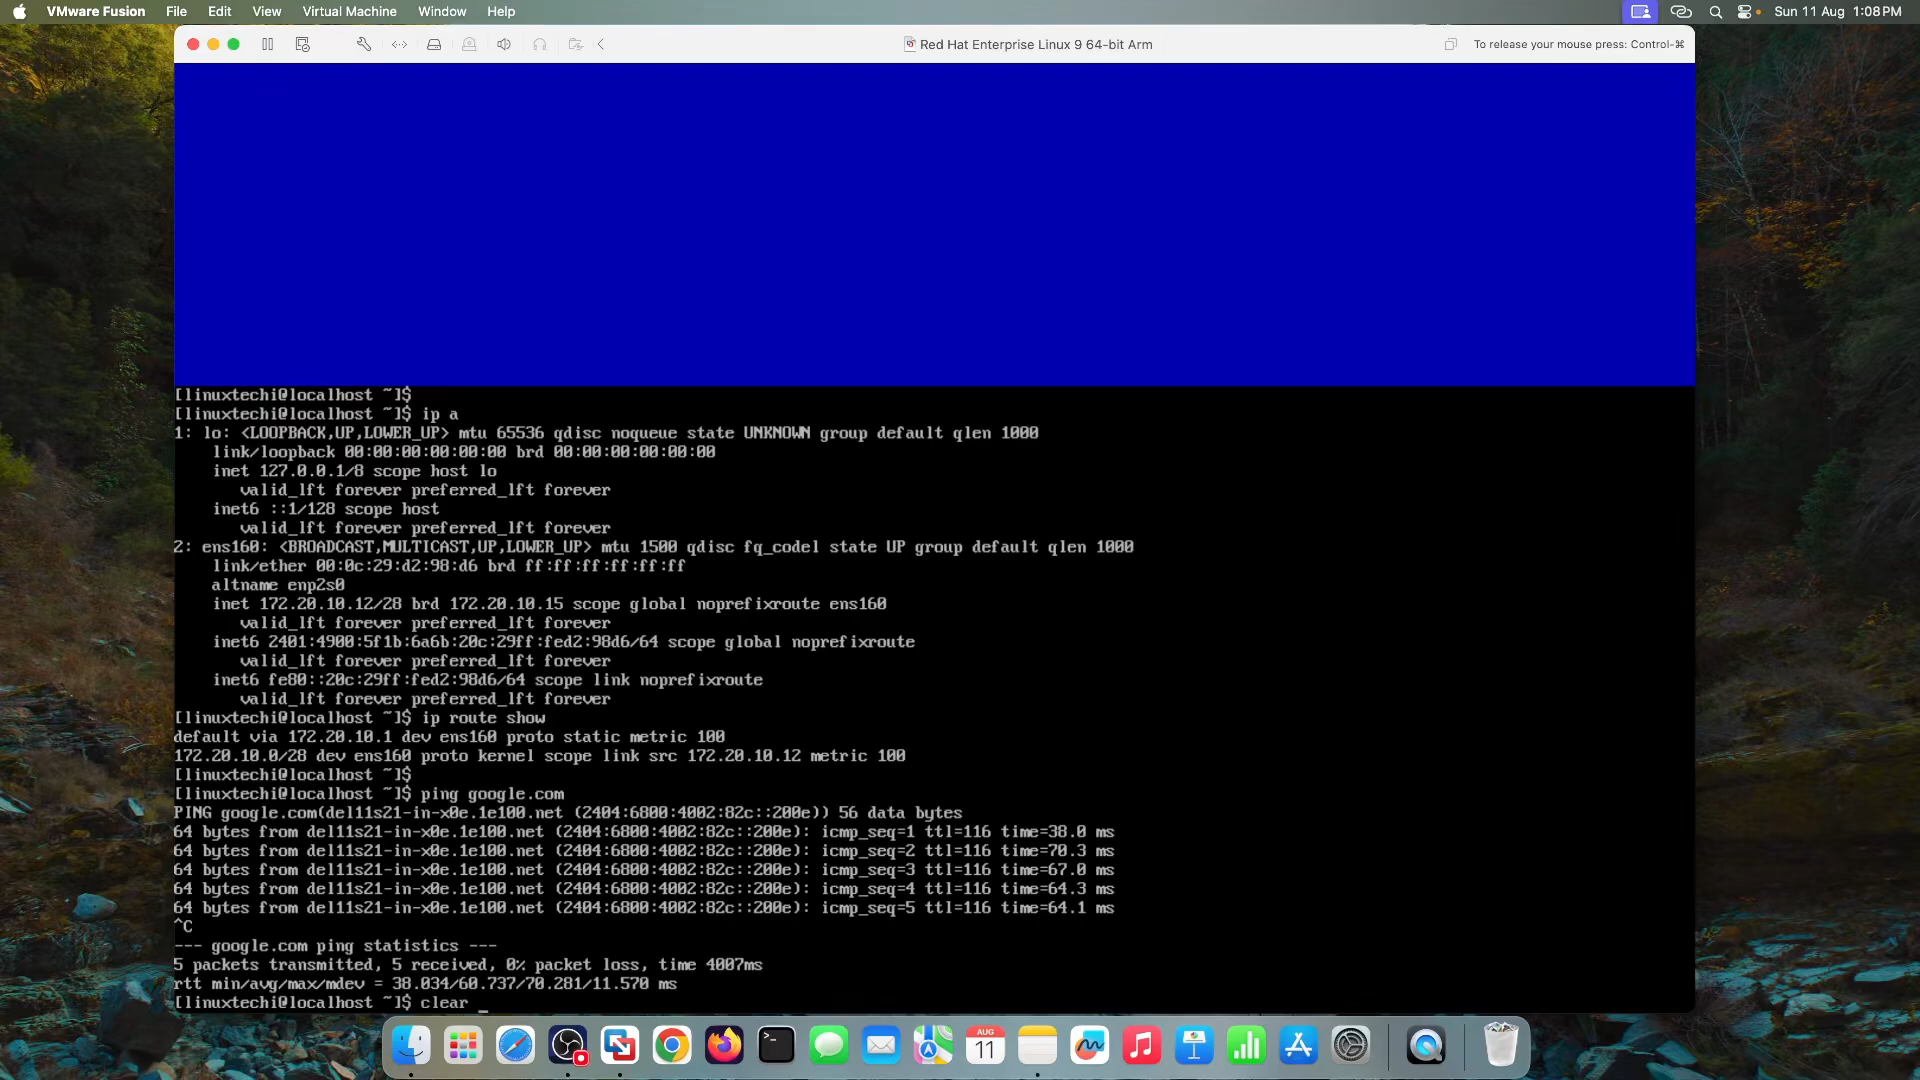 VMware Fusion File Edit View Virtual Machine Window Help Sun 11 Aug 1:08 PM
Red Hat Enterprise Linux 9 64-bit Arm To release your mouse press: Control-⌘
[linuxtechi@localhost ~]$
[linuxtechi@localhost ~]$ ip a
1: lo: <LOOPBACK,UP,LOWER_UP> mtu 65536 qdisc noqueue state UNKNOWN group default qlen 1000
link/loopback 00:00:00:00:00:00 brd 00:00:00:00:00:00
inet 127.0.0.1/8 scope host lo
valid_lft forever preferred_lft forever
inet6 ::1/128 scope host
valid_lft forever preferred_lft forever
2: ens160: <BROADCAST,MULTICAST,UP,LOWER_UP> mtu 1500 qdisc fq_codel state UP group default qlen 1000
link/ether 00:0c:29:d2:98:d6 brd ff:ff:ff:ff:ff:ff
altname enp2s0
inet 172.20.10.12/28 brd 172.20.10.15 scope global noprefixroute ens160
valid_lft forever preferred_lft forever
inet6 2401:4900:5f1b:6a6b:20c:29ff:fed2:98d6/64 scope global noprefixroute
valid_lft forever preferred_lft forever
inet6 fe80::20c:29ff:fed2:98d6/64 scope link noprefixroute
valid_lft forever preferred_lft forever
[linuxtechi@localhost ~]$ ip route show
default via 172.20.10.1 dev ens160 proto static metric 100
172.20.10.0/28 dev ens160 proto kernel scope link src 172.20.10.12 metric 100
[linuxtechi@localhost ~]$
[linuxtechi@localhost ~]$ ping google.com
PING google.com(del11s21-in-x0e.1e100.net (2404:6800:4002:82c::200e)) 56 data bytes
64 bytes from del11s21-in-x0e.1e100.net (2404:6800:4002:82c::200e): icmp_seq=1 ttl=116 time=38.0 ms
64 bytes from del11s21-in-x0e.1e100.net (2404:6800:4002:82c::200e): icmp_seq=2 ttl=116 time=70.3 ms
64 bytes from del11s21-in-x0e.1e100.net (2404:6800:4002:82c::200e): icmp_seq=3 ttl=116 time=67.0 ms
64 bytes from del11s21-in-x0e.1e100.net (2404:6800:4002:82c::200e): icmp_seq=4 ttl=116 time=64.3 ms
64 bytes from del11s21-in-x0e.1e100.net (2404:6800:4002:82c::200e): icmp_seq=5 ttl=116 time=64.1 ms
^C
--- google.com ping statistics ---
5 packets transmitted, 5 received, 0% packet loss, time 4007ms
rtt min/avg/max/mdev = 38.034/60.737/70.281/11.570 ms
[linuxtechi@localhost ~]$ clear _
AUG
11